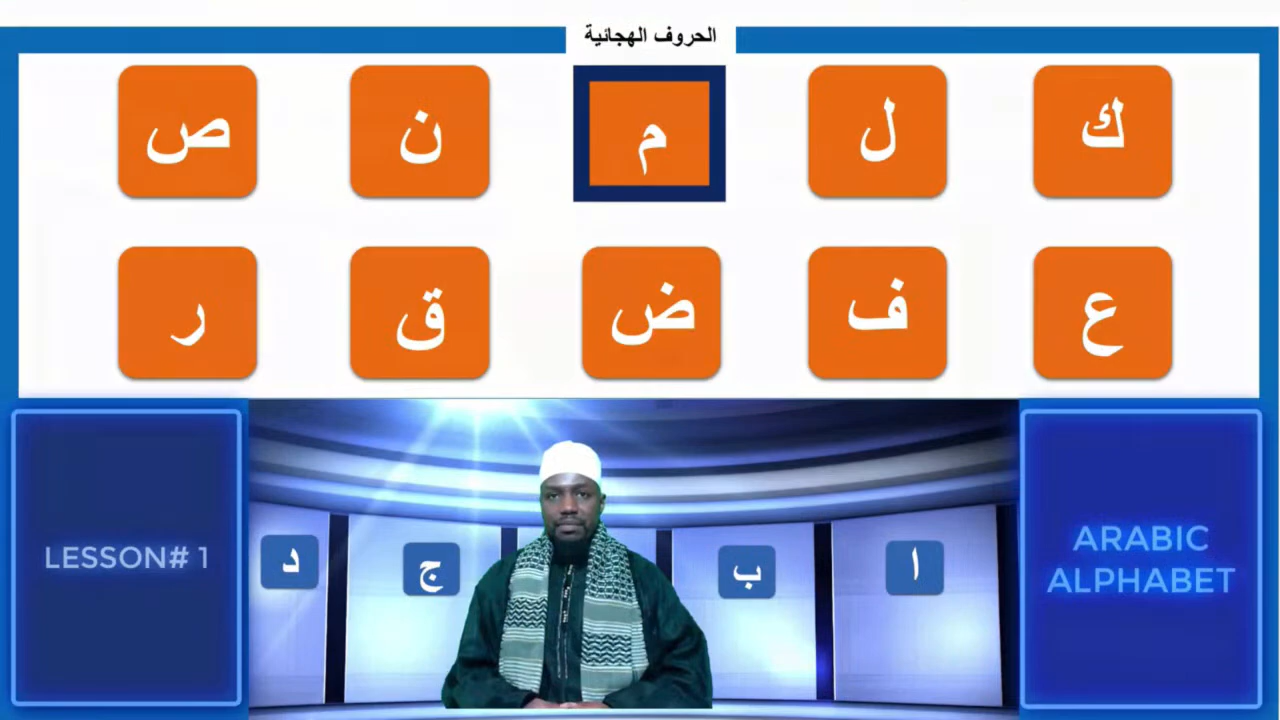 الحروف الهجائية
ك ل م ن ص
ع ف ض ق ر
LESSON# 1
ا ب ج د
ARABIC
ALPHABET